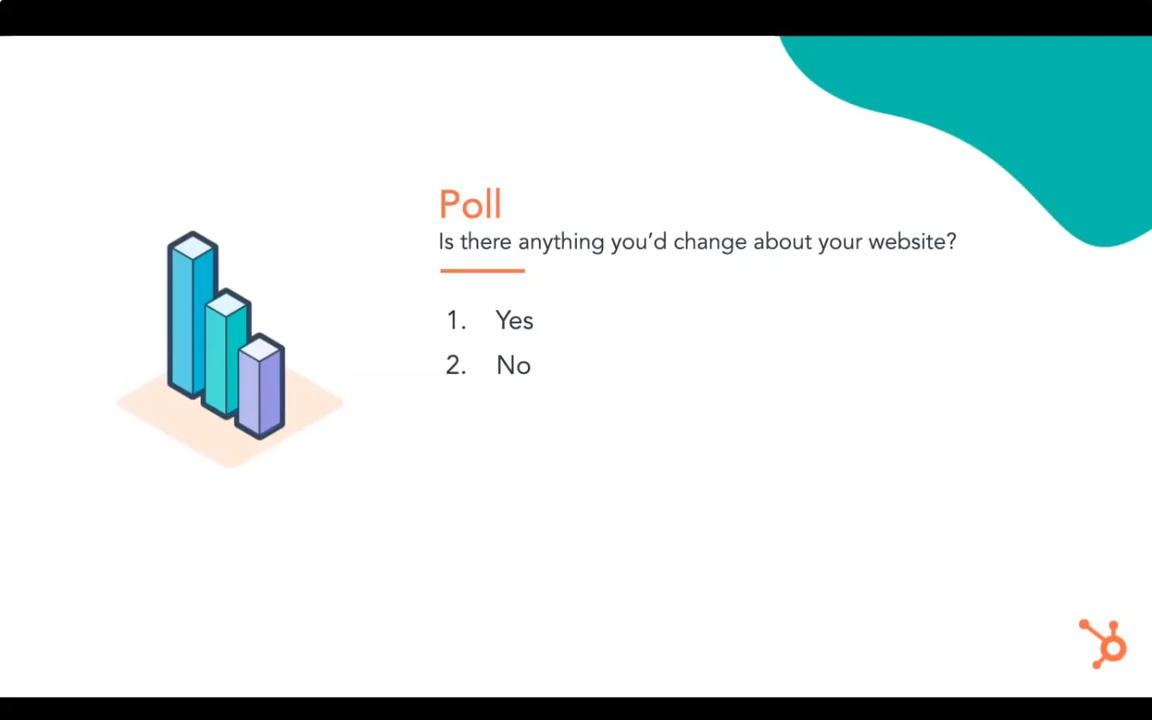 Poll
Is there anything you’d change about your website?
1. Yes
2. No